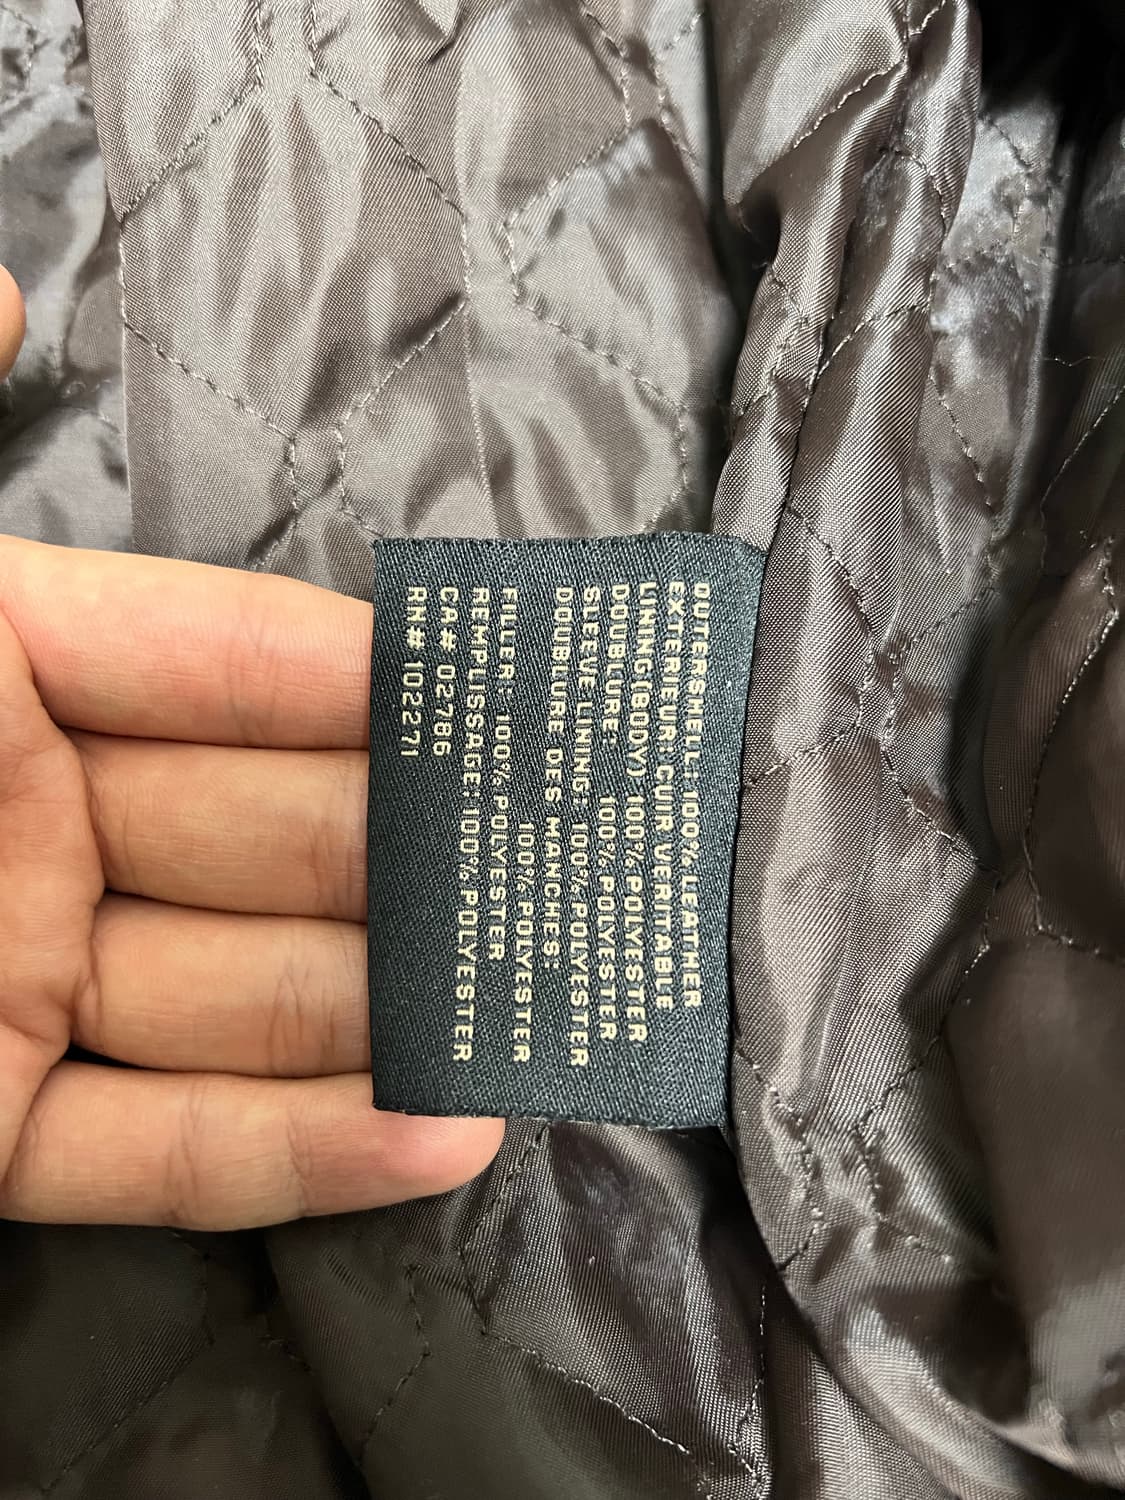 OUTERSHELL: 100% LEATHER
EXTERIEUR: CUIR VERITABLE
LINING(BODY) 100% POLYESTER
DOUBLURE: 100% POLYESTER
SLEEVE LINING: 100% POLYESTER
DOUBLURE DES MANCHES:
100% POLYESTER
FILLER: 100% POLYESTER
REMPLISSAGE: 100% POLYESTER
CA# 02786
RN# 102271